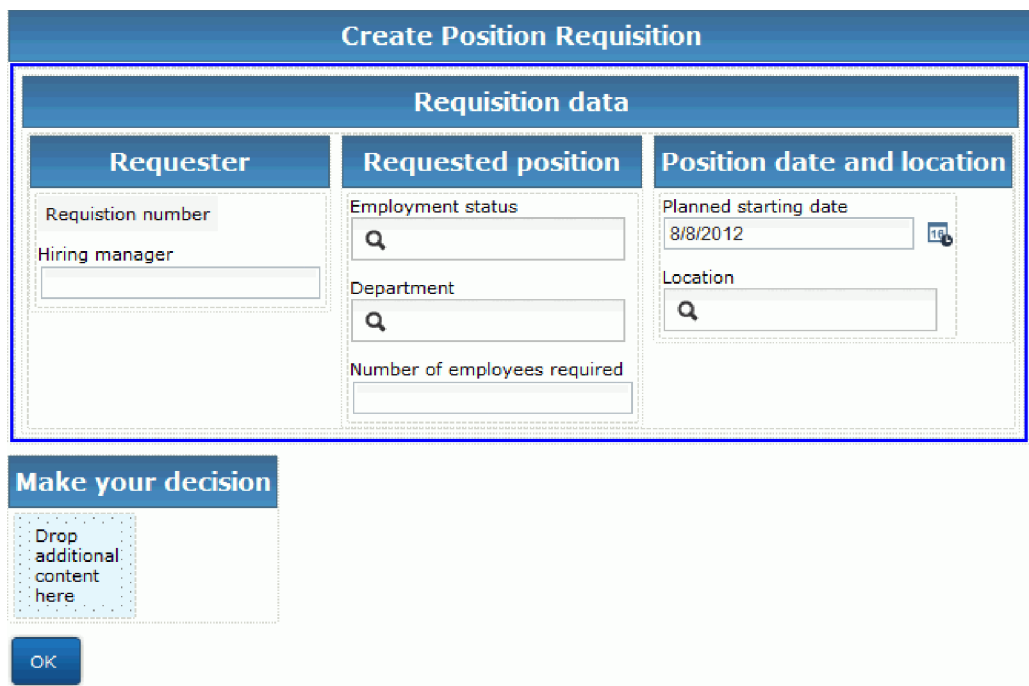 Create Position Requisition
Requisition data
Requester
Requistion number
Hiring manager
Requested position
Employment status
Department
Number of employees required
Position date and location
Planned starting date
8/8/2012
16
Location
Make your decision
Drop
additional
content
here
OK